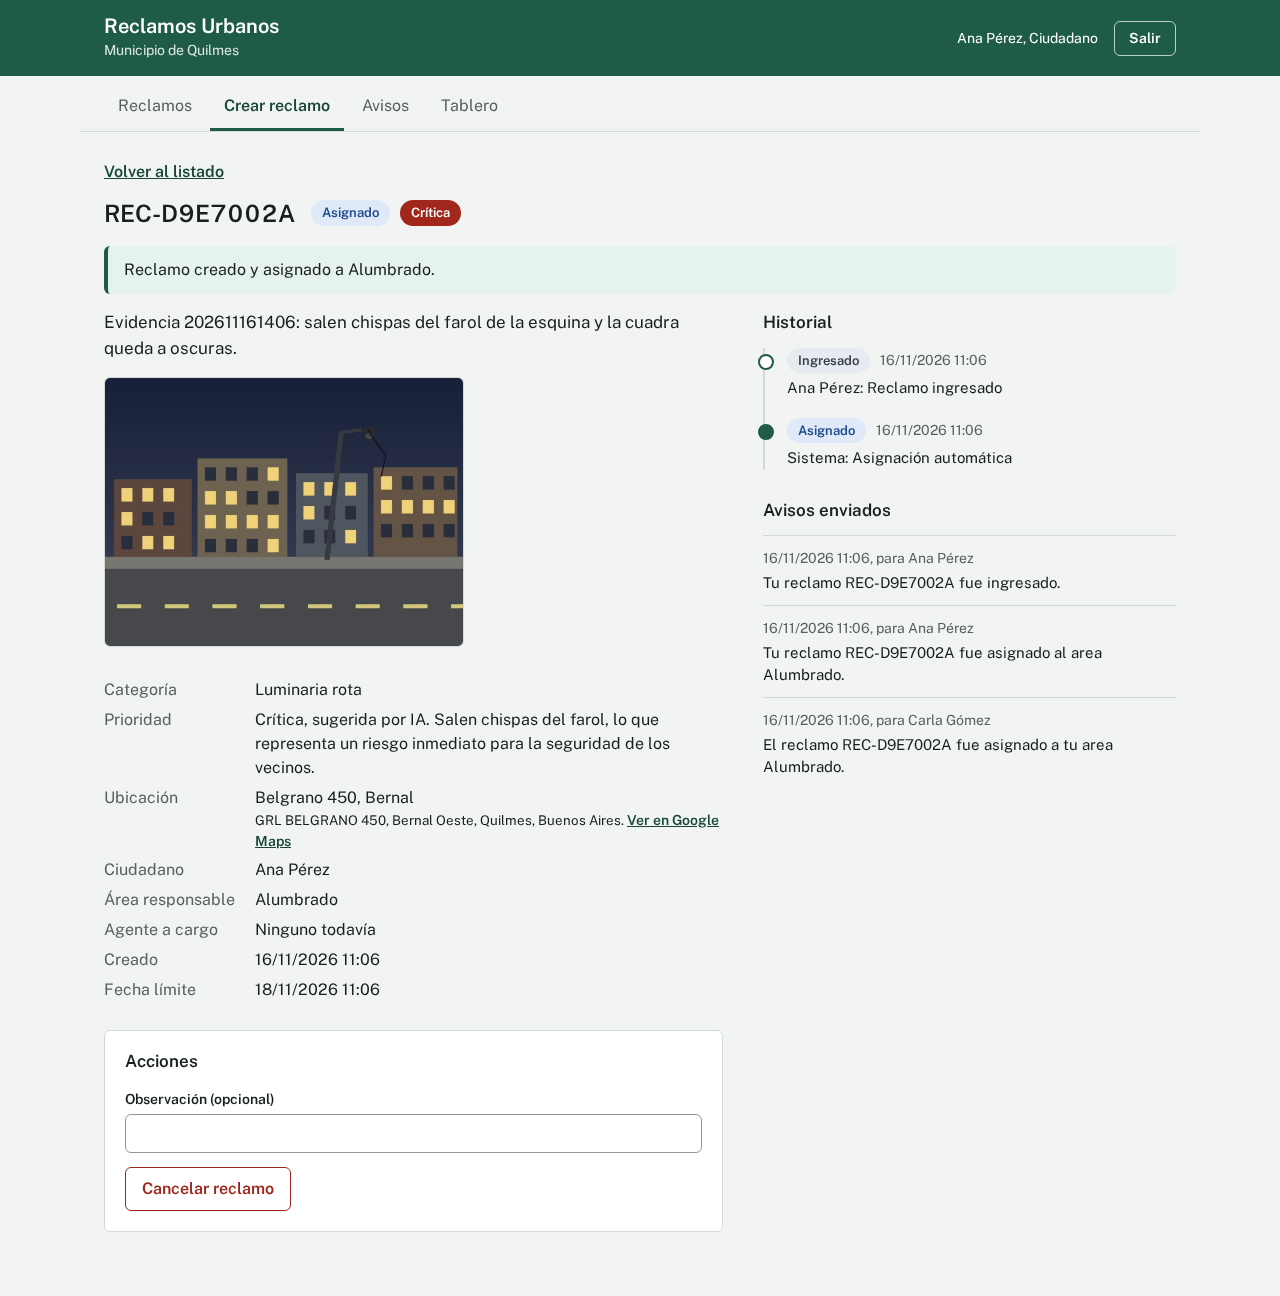 Reclamos Urbanos
Municipio de Quilmes
Ana Pérez, Ciudadano
Salir
Reclamos
Crear reclamo
Avisos
Tablero
Volver al listado
REC-D9E7002A
Asignado
Crítica
Reclamo creado y asignado a Alumbrado.
Evidencia 202611161406: salen chispas del farol de la esquina y la cuadra
queda a oscuras.
Categoría
Luminaria rota
Prioridad
Crítica, sugerida por IA. Salen chispas del farol, lo que
representa un riesgo inmediato para la seguridad de los
vecinos.
Ubicación
Belgrano 450, Bernal
GRL BELGRANO 450, Bernal Oeste, Quilmes, Buenos Aires. Ver en Google
Maps
Ciudadano
Ana Pérez
Área responsable
Alumbrado
Agente a cargo
Ninguno todavía
Creado
16/11/2026 11:06
Fecha límite
18/11/2026 11:06
Acciones
Observación (opcional)
Cancelar reclamo
Historial
Ingresado
16/11/2026 11:06
Ana Pérez: Reclamo ingresado
Asignado
16/11/2026 11:06
Sistema: Asignación automática
Avisos enviados
16/11/2026 11:06, para Ana Pérez
Tu reclamo REC-D9E7002A fue ingresado.
16/11/2026 11:06, para Ana Pérez
Tu reclamo REC-D9E7002A fue asignado al area
Alumbrado.
16/11/2026 11:06, para Carla Gómez
El reclamo REC-D9E7002A fue asignado a tu area
Alumbrado.